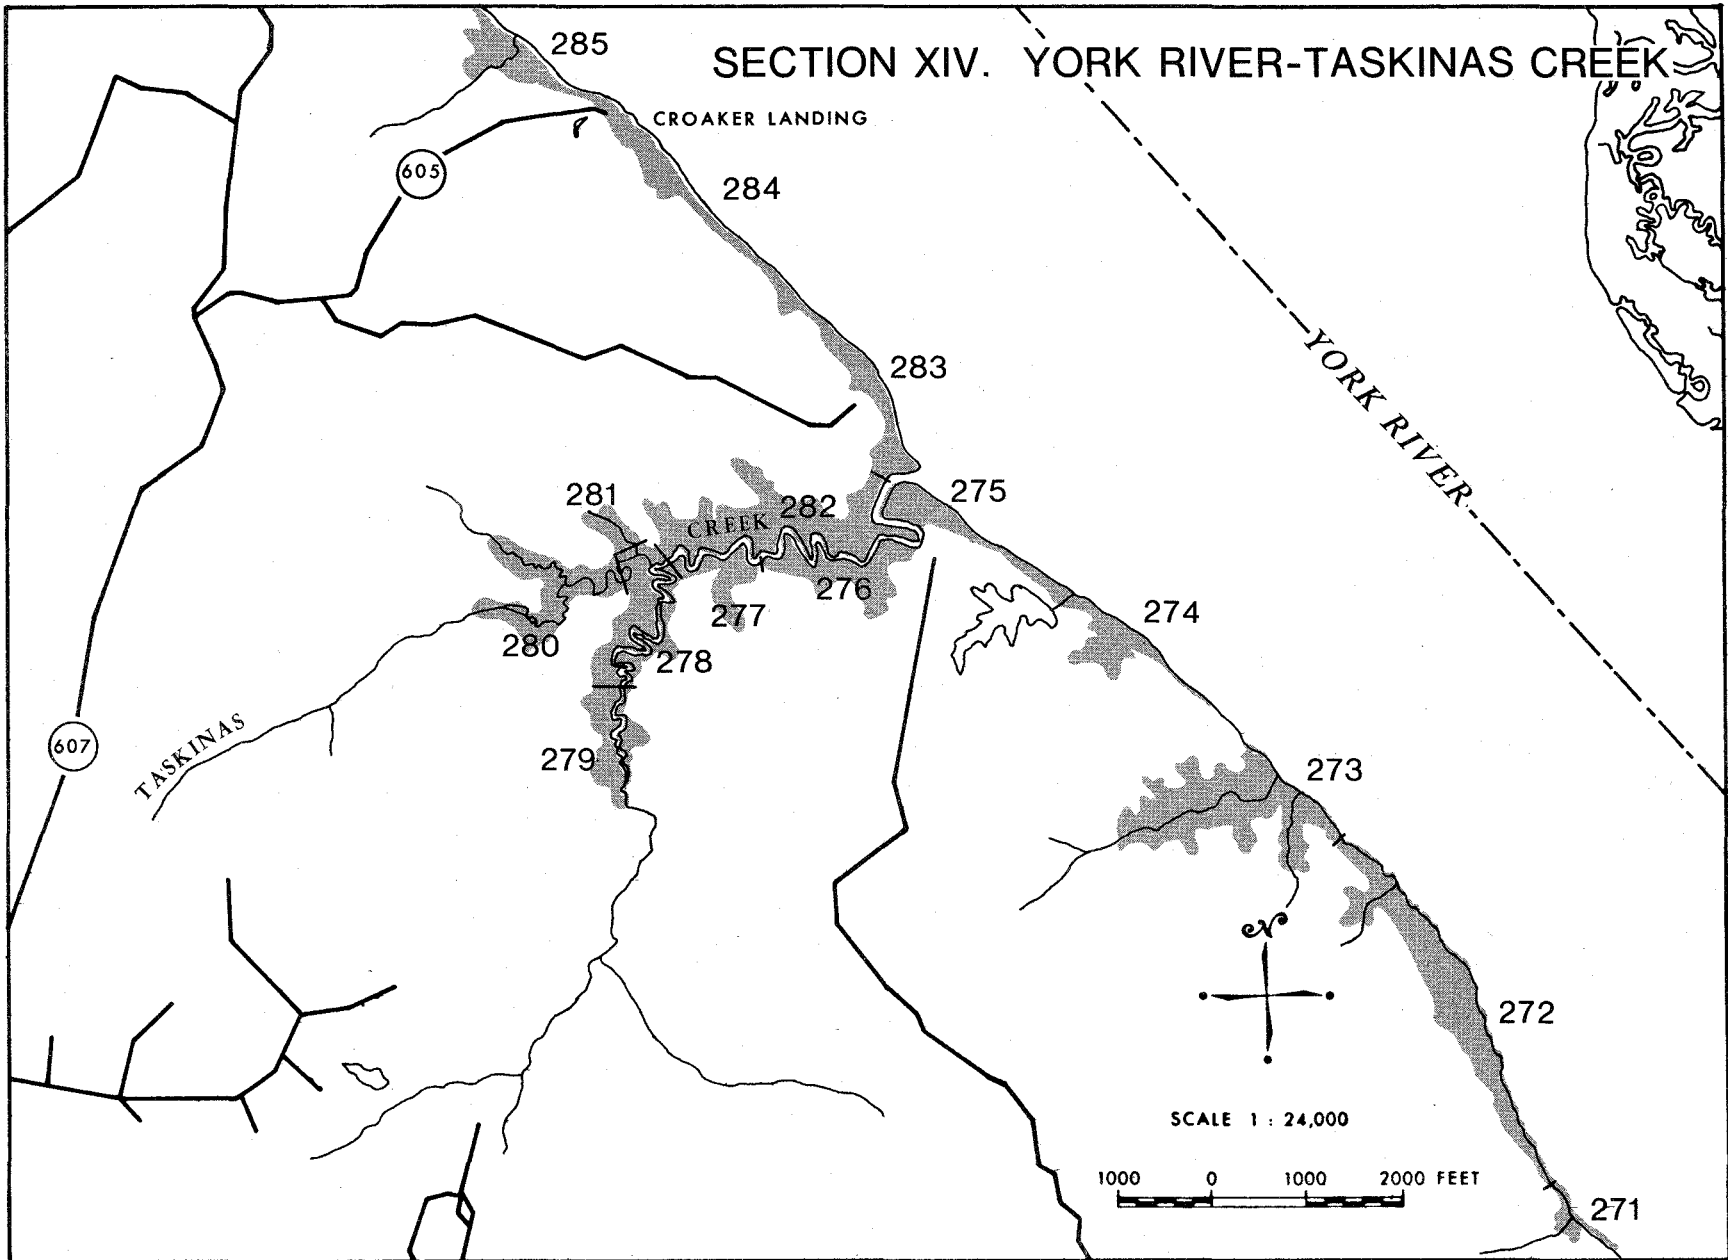 SECTION XIV. YORK RIVER-TASKINAS CREEK
285
CROAKER LANDING
605
284
283
YORK RIVER
281
282
275
CREEK
276
277
274
280
278
TASKINAS
607
279
273
N
272
SCALE 1 : 24,000
1000 0 1000 2000 FEET
271